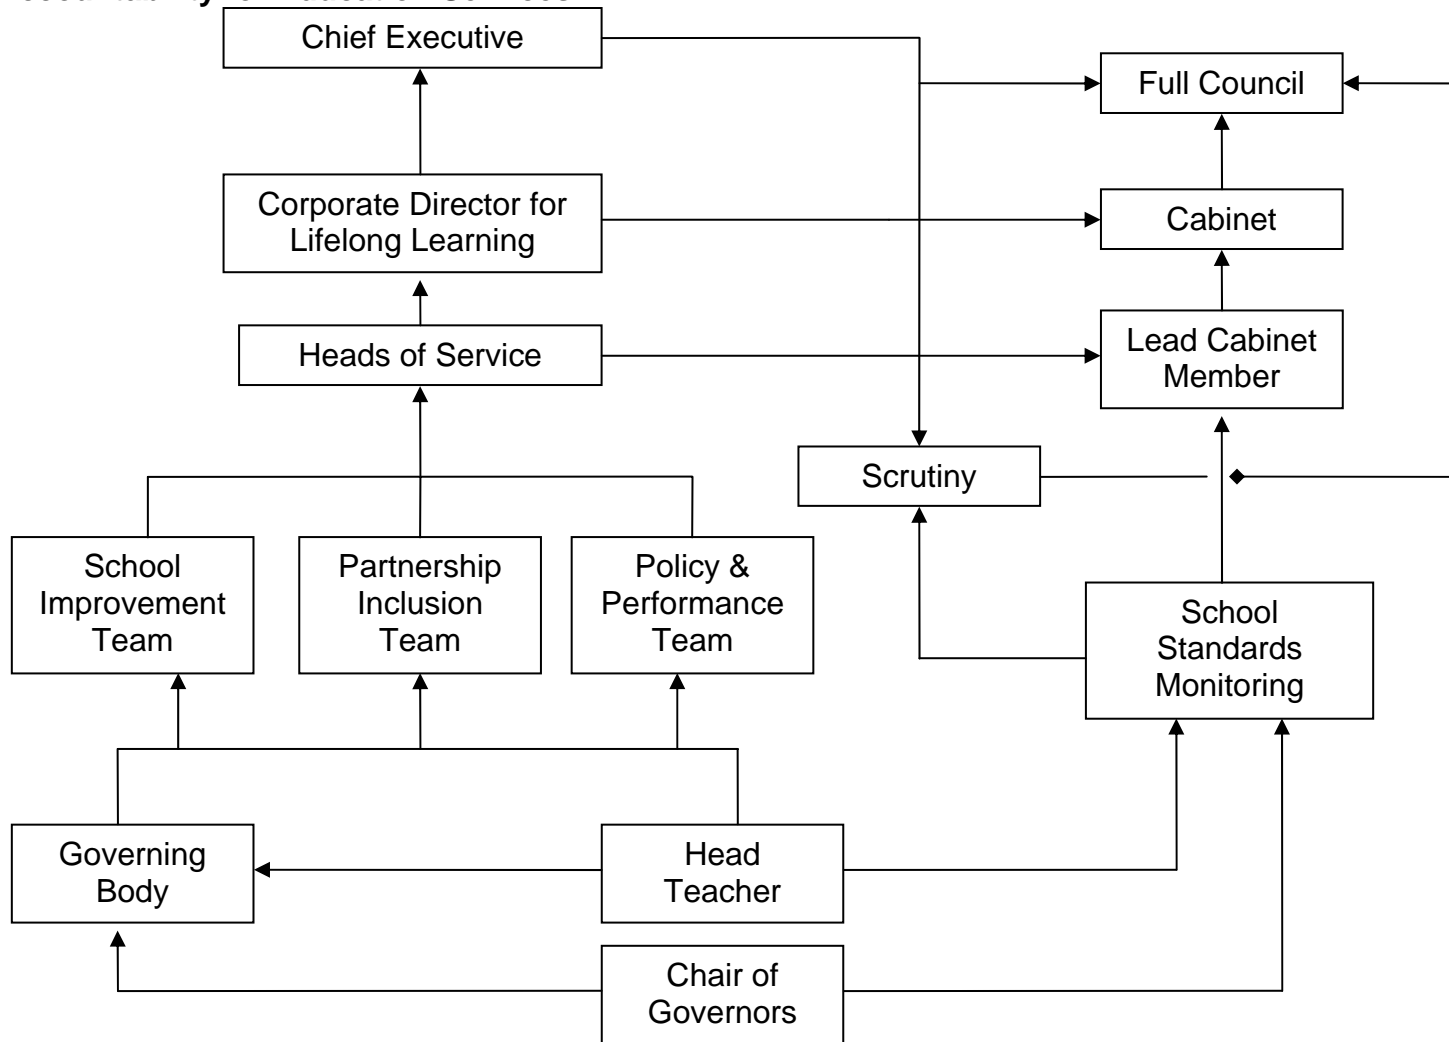 Chief Executive
Full Council
Corporate Director for
Lifelong Learning
Cabinet
Heads of Service
Lead Cabinet
Member
Scrutiny
School
Improvement
Team
Partnership
Inclusion
Team
Policy &
Performance
Team
School
Standards
Monitoring
Governing
Body
Head
Teacher
Chair of
Governors